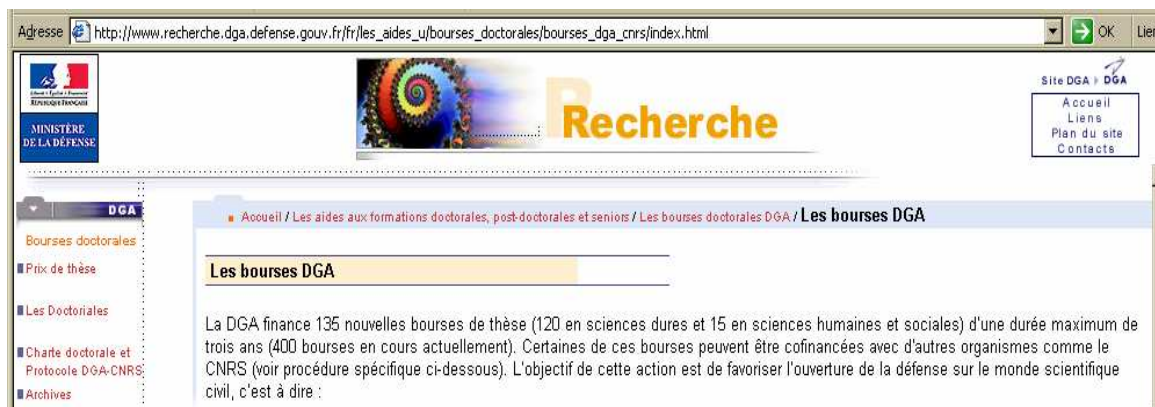 Adresse http://www.recherche.dga.defense.gouv.fr/fr/les_aides_u/bourses_doctorales/bourses_dga_cnrs/index.html OK Lien
Liberté • Égalité • Fraternité
RÉPUBLIQUE FRANÇAISE
MINISTÈRE
DE LA DÉFENSE
Recherche
Site DGA DGA
Accueil
Liens
Plan du site
Contacts
DGA
Accueil / Les aides aux formations doctorales, post-doctorales et seniors / Les bourses doctorales DGA / Les bourses DGA
Bourses doctorales
Prix de thèse
Les Doctoriales
Charte doctorale et
Protocole DGA-CNRS
Archives
Les bourses DGA
La DGA finance 135 nouvelles bourses de thèse (120 en sciences dures et 15 en sciences humaines et sociales) d'une durée maximum de
trois ans (400 bourses en cours actuellement). Certaines de ces bourses peuvent être cofinancées avec d'autres organismes comme le
CNRS (voir procédure spécifique ci-dessous). L'objectif de cette action est de favoriser l'ouverture de la défense sur le monde scientifique
civil, c'est à dire :